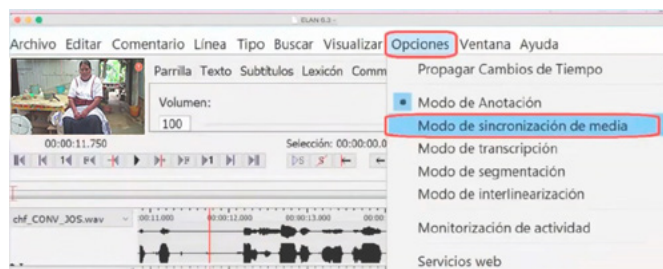 ELAN 6.3 -
Archivo Editar Comentario Línea Tipo Buscar Visualizar Opciones Ventana Ayuda
Parrilla Texto Subtítulos Lexicón Comm
Volumen:
100
00:00:11.750
Selección: 00:00:00.0
chf_CONV_JOS.wav
00:11.000 00:00:12.000 00:00:13.000 00:00
Propagar Cambios de Tiempo
Modo de Anotación
Modo de sincronización de media
Modo de transcripción
Modo de segmentación
Modo de interlinearización
Monitorización de actividad
Servicios web